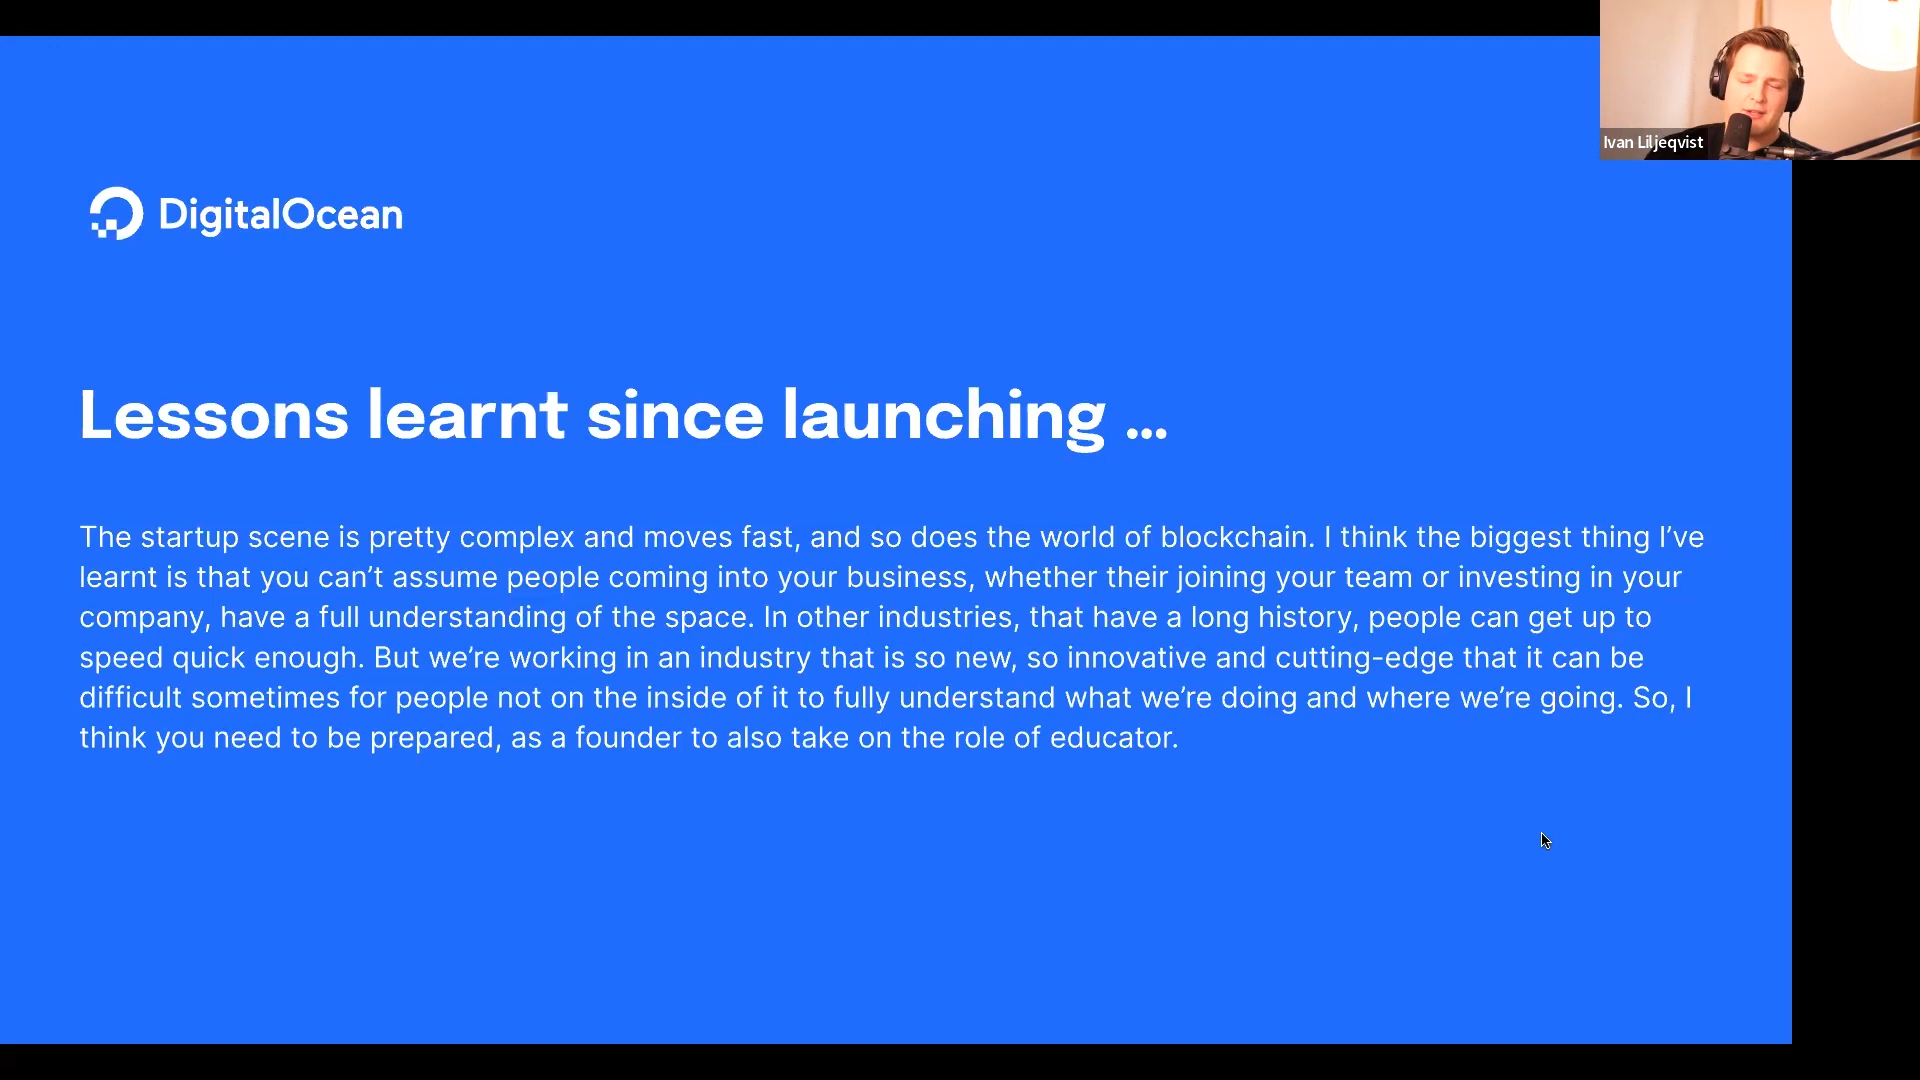 Ivan Liljeqvist
DigitalOcean
Lessons learnt since launching ...
The startup scene is pretty complex and moves fast, and so does the world of blockchain. I think the biggest thing I’ve
learnt is that you can’t assume people coming into your business, whether their joining your team or investing in your
company, have a full understanding of the space. In other industries, that have a long history, people can get up to
speed quick enough. But we’re working in an industry that is so new, so innovative and cutting-edge that it can be
difficult sometimes for people not on the inside of it to fully understand what we’re doing and where we’re going. So, I
think you need to be prepared, as a founder to also take on the role of educator.